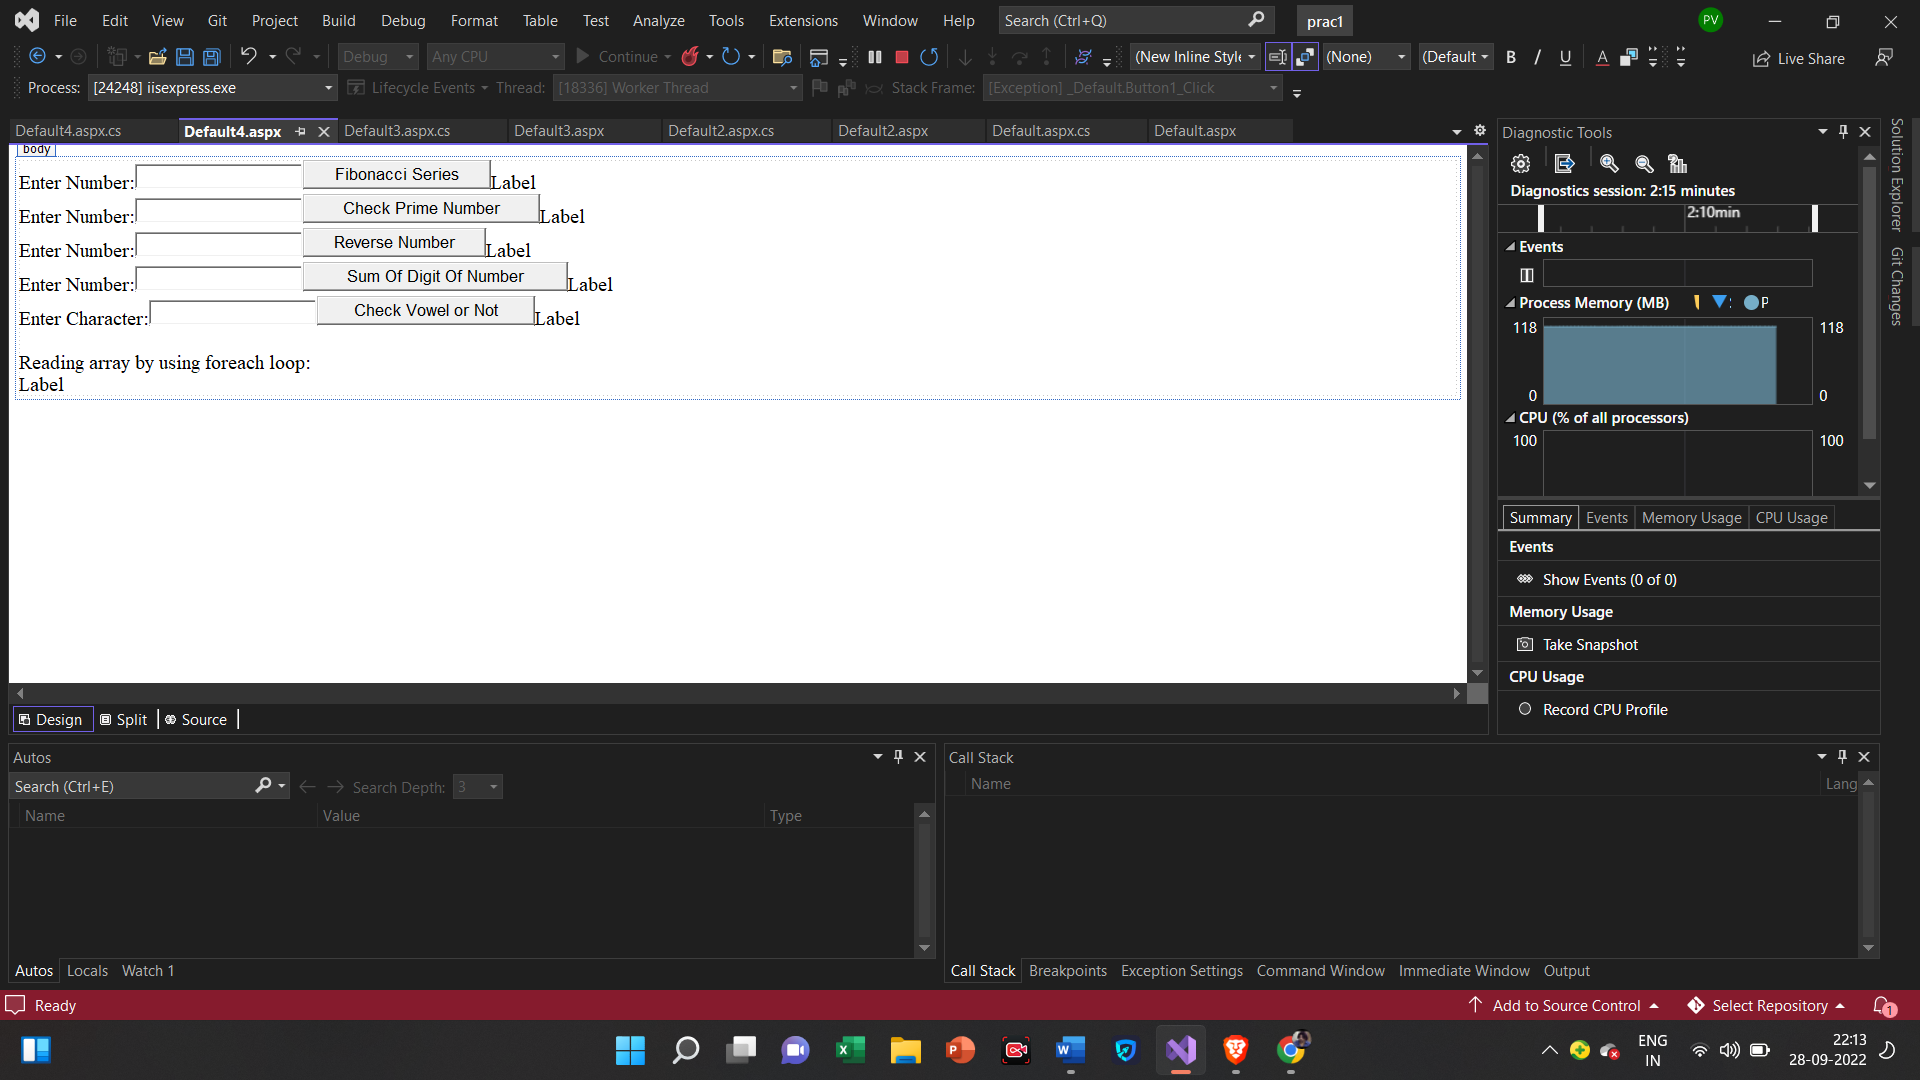 File Edit View Git Project Build Debug Format Table Test Analyze Tools Extensions Window Help Search (Ctrl+Q) prac1 PV
Debug Any CPU Continue (New Inline Style (None) (Default B I U A Live Share
Process: [24248] iisexpress.exe Lifecycle Events Thread: [18336] Worker Thread Stack Frame: [Exception] _Default.Button1_Click
Default4.aspx.cs Default4.aspx Default3.aspx.cs Default3.aspx Default2.aspx.cs Default2.aspx Default.aspx.cs Default.aspx
body
Enter Number: Fibonacci Series Label
Enter Number: Check Prime Number Label
Enter Number: Reverse Number Label
Enter Number: Sum Of Digit Of Number Label
Enter Character: Check Vowel or Not Label
Reading array by using foreach loop:
Label
Design Split Source
Diagnostic Tools
Diagnostics session: 2:15 minutes
2:10min
Events
Process Memory (MB) P
118 118
0 0
CPU (% of all processors)
100 100
Summary Events Memory Usage CPU Usage
Events
Show Events (0 of 0)
Memory Usage
Take Snapshot
CPU Usage
Record CPU Profile
Solution Explorer
Git Changes
Autos
Search (Ctrl+E) Search Depth: 3
Name Value Type
Autos Locals Watch 1
Call Stack
Name Lang
Call Stack Breakpoints Exception Settings Command Window Immediate Window Output
Ready Add to Source Control Select Repository 1
ENG
IN
22:13
28-09-2022